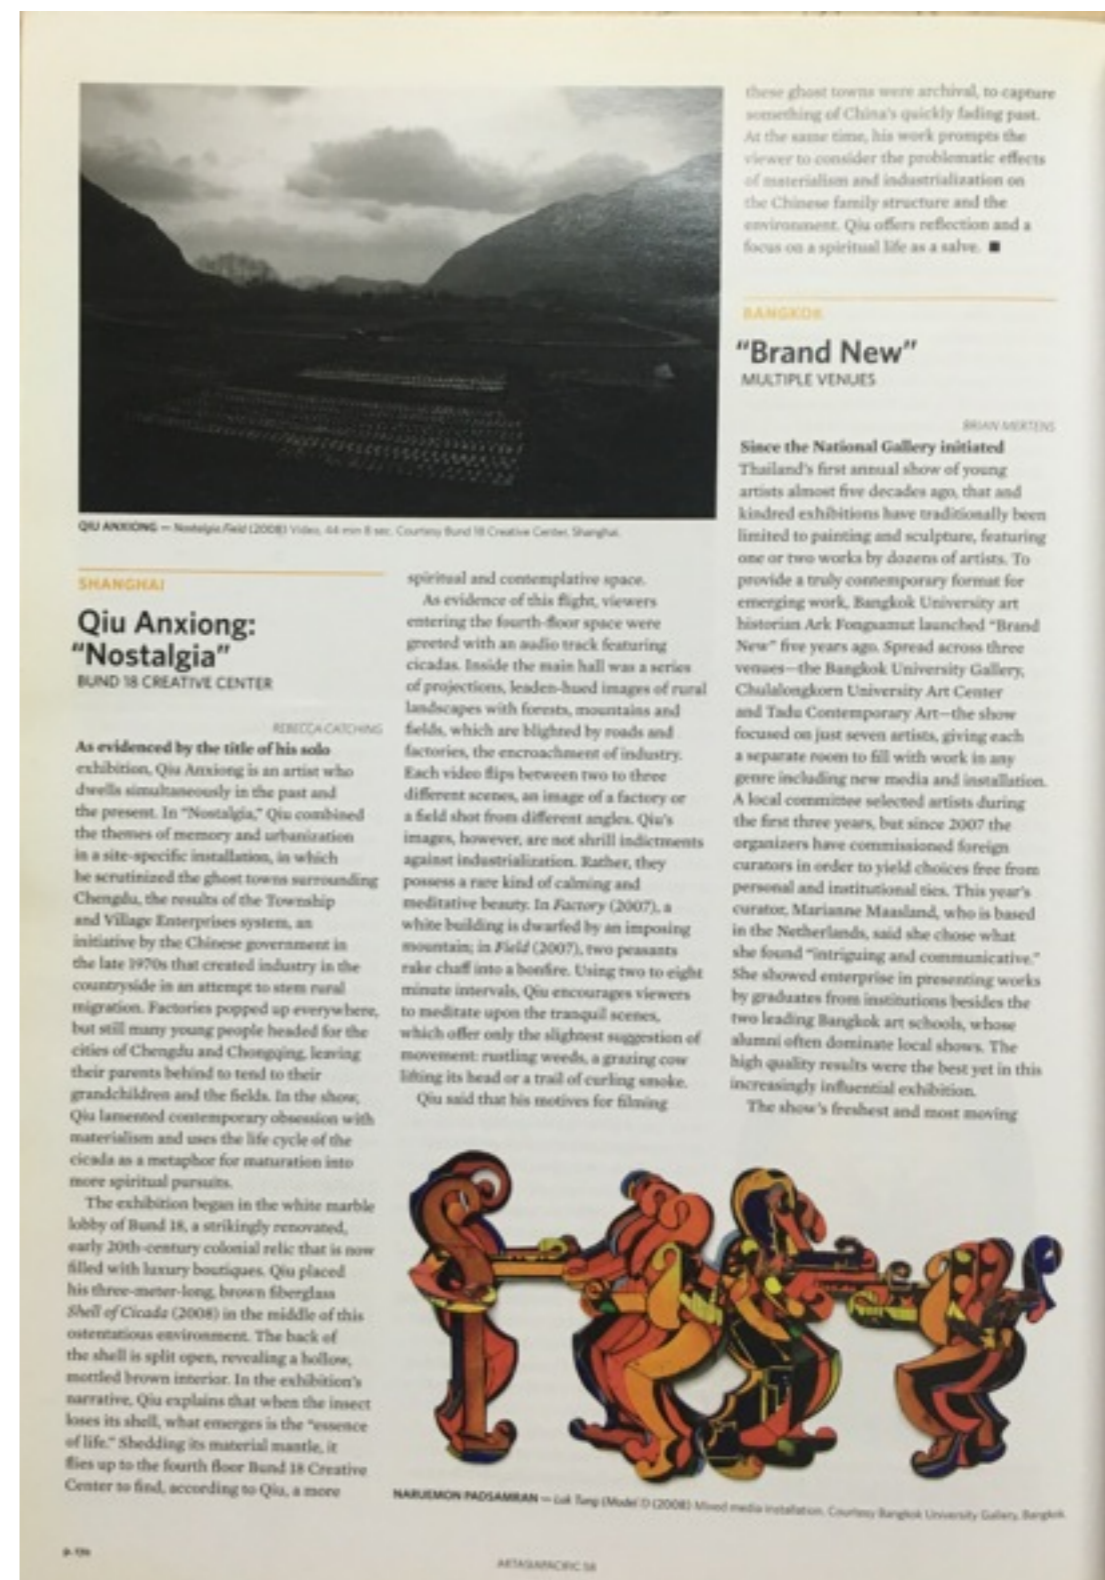 QIU ANXIONG — Nostalgia Field (2008) Video, 44 min 8 sec. Courtesy Bund 18 Creative Center, Shanghai.
SHANGHAI
Qiu Anxiong:
“Nostalgia”
BUND 18 CREATIVE CENTER
REBECCA CATCHING
As evidenced by the title of his solo
exhibition, Qiu Anxiong is an artist who
dwells simultaneously in the past and
the present. In “Nostalgia,” Qiu combined
the themes of memory and urbanization
in a site-specific installation, in which
he scrutinized the ghost towns surrounding
Chengdu, the results of the Township
and Village Enterprises system, an
initiative by the Chinese government in
the late 1970s that created industry in the
countryside in an attempt to stem rural
migration. Factories popped up everywhere,
but still many young people headed for the
cities of Chengdu and Chongqing, leaving
their parents behind to tend to their
grandchildren and the fields. In the show,
Qiu lamented contemporary obsession with
materialism and uses the life cycle of the
cicada as a metaphor for maturation into
more spiritual pursuits.
The exhibition began in the white marble
lobby of Bund 18, a strikingly renovated,
early 20th-century colonial relic that is now
filled with luxury boutiques. Qiu placed
his three-meter-long, brown fiberglass
Shell of Cicada (2008) in the middle of this
ostentatious environment. The back of
the shell is split open, revealing a hollow,
mottled brown interior. In the exhibition’s
narrative, Qiu explains that when the insect
loses its shell, what emerges is the “essence
of life.” Shedding its material mantle, it
flies up to the fourth floor Bund 18 Creative
Center to find, according to Qiu, a more
spiritual and contemplative space.
As evidence of this flight, viewers
entering the fourth-floor space were
greeted with an audio track featuring
cicadas. Inside the main hall was a series
of projections, leaden-hued images of rural
landscapes with forests, mountains and
fields, which are blighted by roads and
factories, the encroachment of industry.
Each video flips between two to three
different scenes, an image of a factory or
a field shot from different angles. Qiu’s
images, however, are not shrill indictments
against industrialization. Rather, they
possess a rare kind of calming and
meditative beauty. In Factory (2007), a
white building is dwarfed by an imposing
mountain; in Field (2007), two peasants
rake chaff into a bonfire. Using two to eight
minute intervals, Qiu encourages viewers
to meditate upon the tranquil scenes,
which offer only the slightest suggestion of
movement: rustling weeds, a grazing cow
lifting its head or a trail of curling smoke.
Qiu said that his motives for filming
these ghost towns were archival, to capture
something of China’s quickly fading past.
At the same time, his work prompts the
viewer to consider the problematic effects
of materialism and industrialization on
the Chinese family structure and the
environment. Qiu offers reflection and a
focus on a spiritual life as a salve. ■
BANGKOK
“Brand New”
MULTIPLE VENUES
BRIAN MERTENS
Since the National Gallery initiated
Thailand’s first annual show of young
artists almost five decades ago, that and
kindred exhibitions have traditionally been
limited to painting and sculpture, featuring
one or two works by dozens of artists. To
provide a truly contemporary format for
emerging work, Bangkok University art
historian Ark Fongsamut launched “Brand
New” five years ago. Spread across three
venues—the Bangkok University Gallery,
Chulalongkorn University Art Center
and Tadu Contemporary Art—the show
focused on just seven artists, giving each
a separate room to fill with work in any
genre including new media and installation.
A local committee selected artists during
the first three years, but since 2007 the
organizers have commissioned foreign
curators in order to yield choices free from
personal and institutional ties. This year’s
curator, Marianne Maasland, who is based
in the Netherlands, said she chose what
she found “intriguing and communicative.”
She showed enterprise in presenting works
by graduates from institutions besides the
two leading Bangkok art schools, whose
alumni often dominate local shows. The
high quality results were the best yet in this
increasingly influential exhibition.
The show’s freshest and most moving
NARUEMON PADSAMRAN — Luk Tung (Model I) (2008) Mixed media installation. Courtesy Bangkok University Gallery, Bangkok.
ARTASIAPACIFIC 58